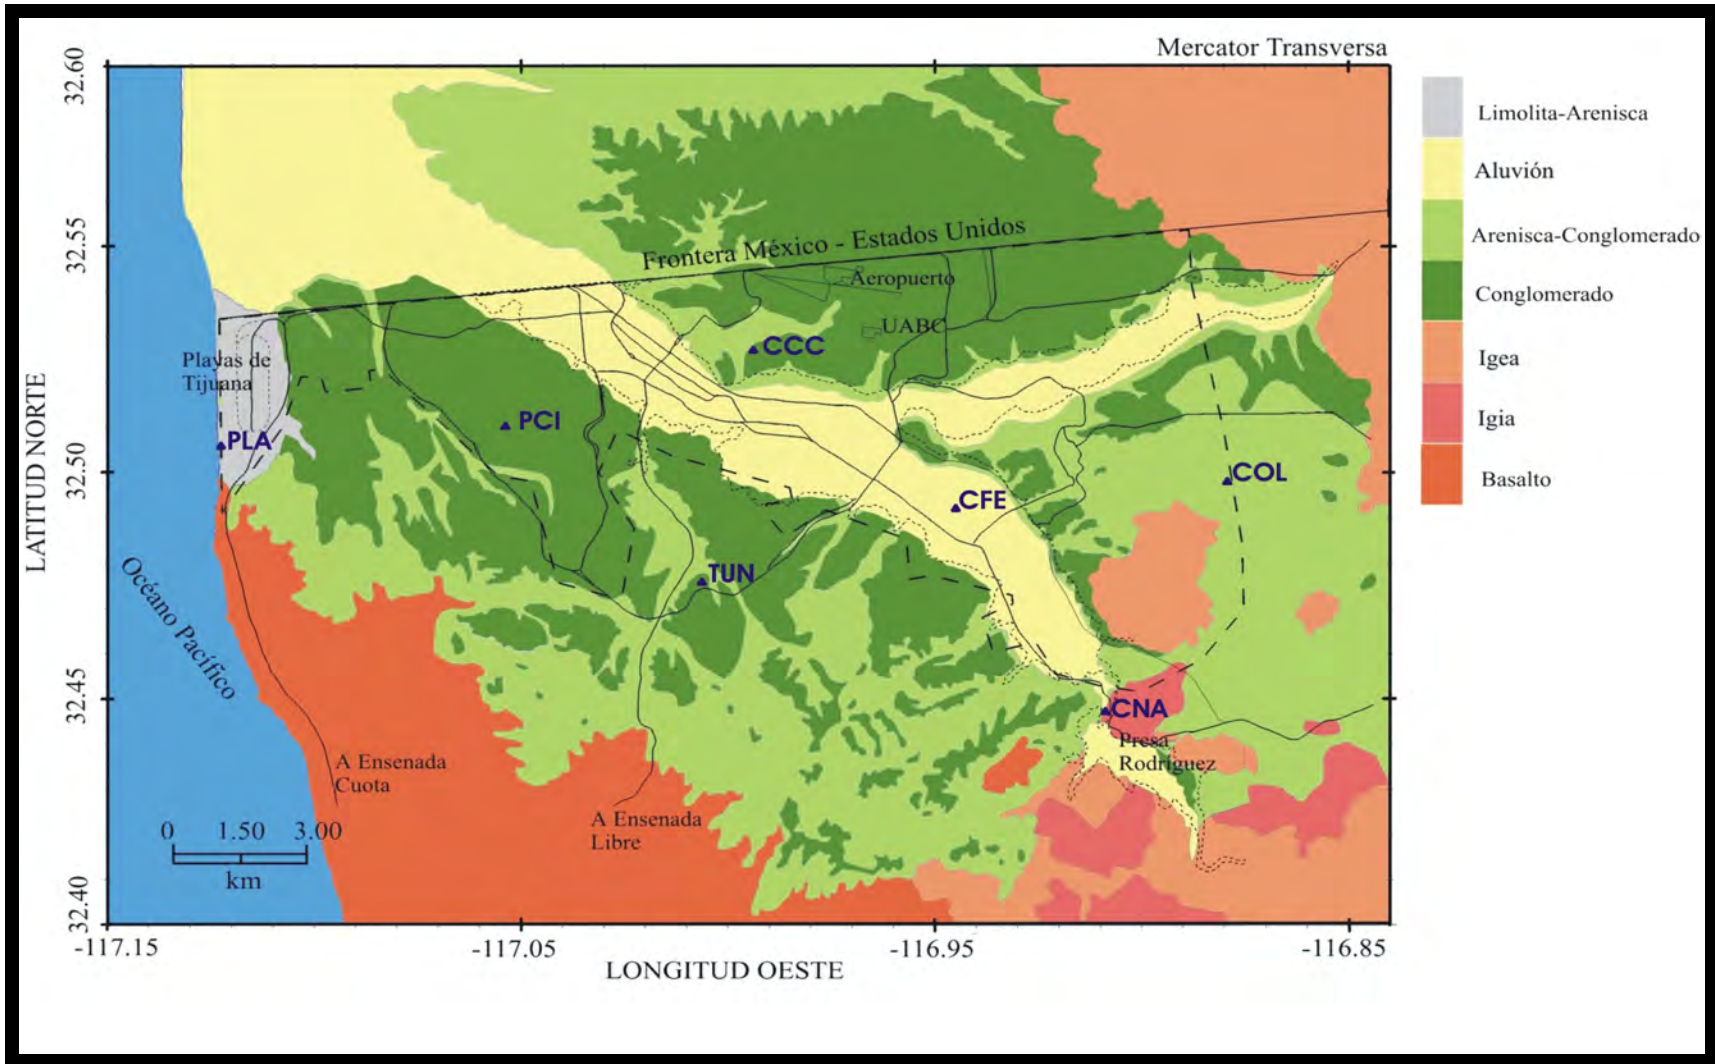 Mercator Transversa
32.60
32.55
32.50
32.45
32.40
LATITUD NORTE
-117.15
-117.05
-116.95
-116.85
LONGITUD OESTE
Frontera México - Estados Unidos
Aeropuerto
UABC
CCC
Playas de
Tijuana
PLA
PCI
COL
CFE
TUN
Océano Pacífico
CNA
Presa
Rodríguez
A Ensenada
Cuota
A Ensenada
Libre
0 1.50 3.00
km
Limolita-Arenisca
Aluvión
Arenisca-Conglomerado
Conglomerado
Igea
Igia
Basalto